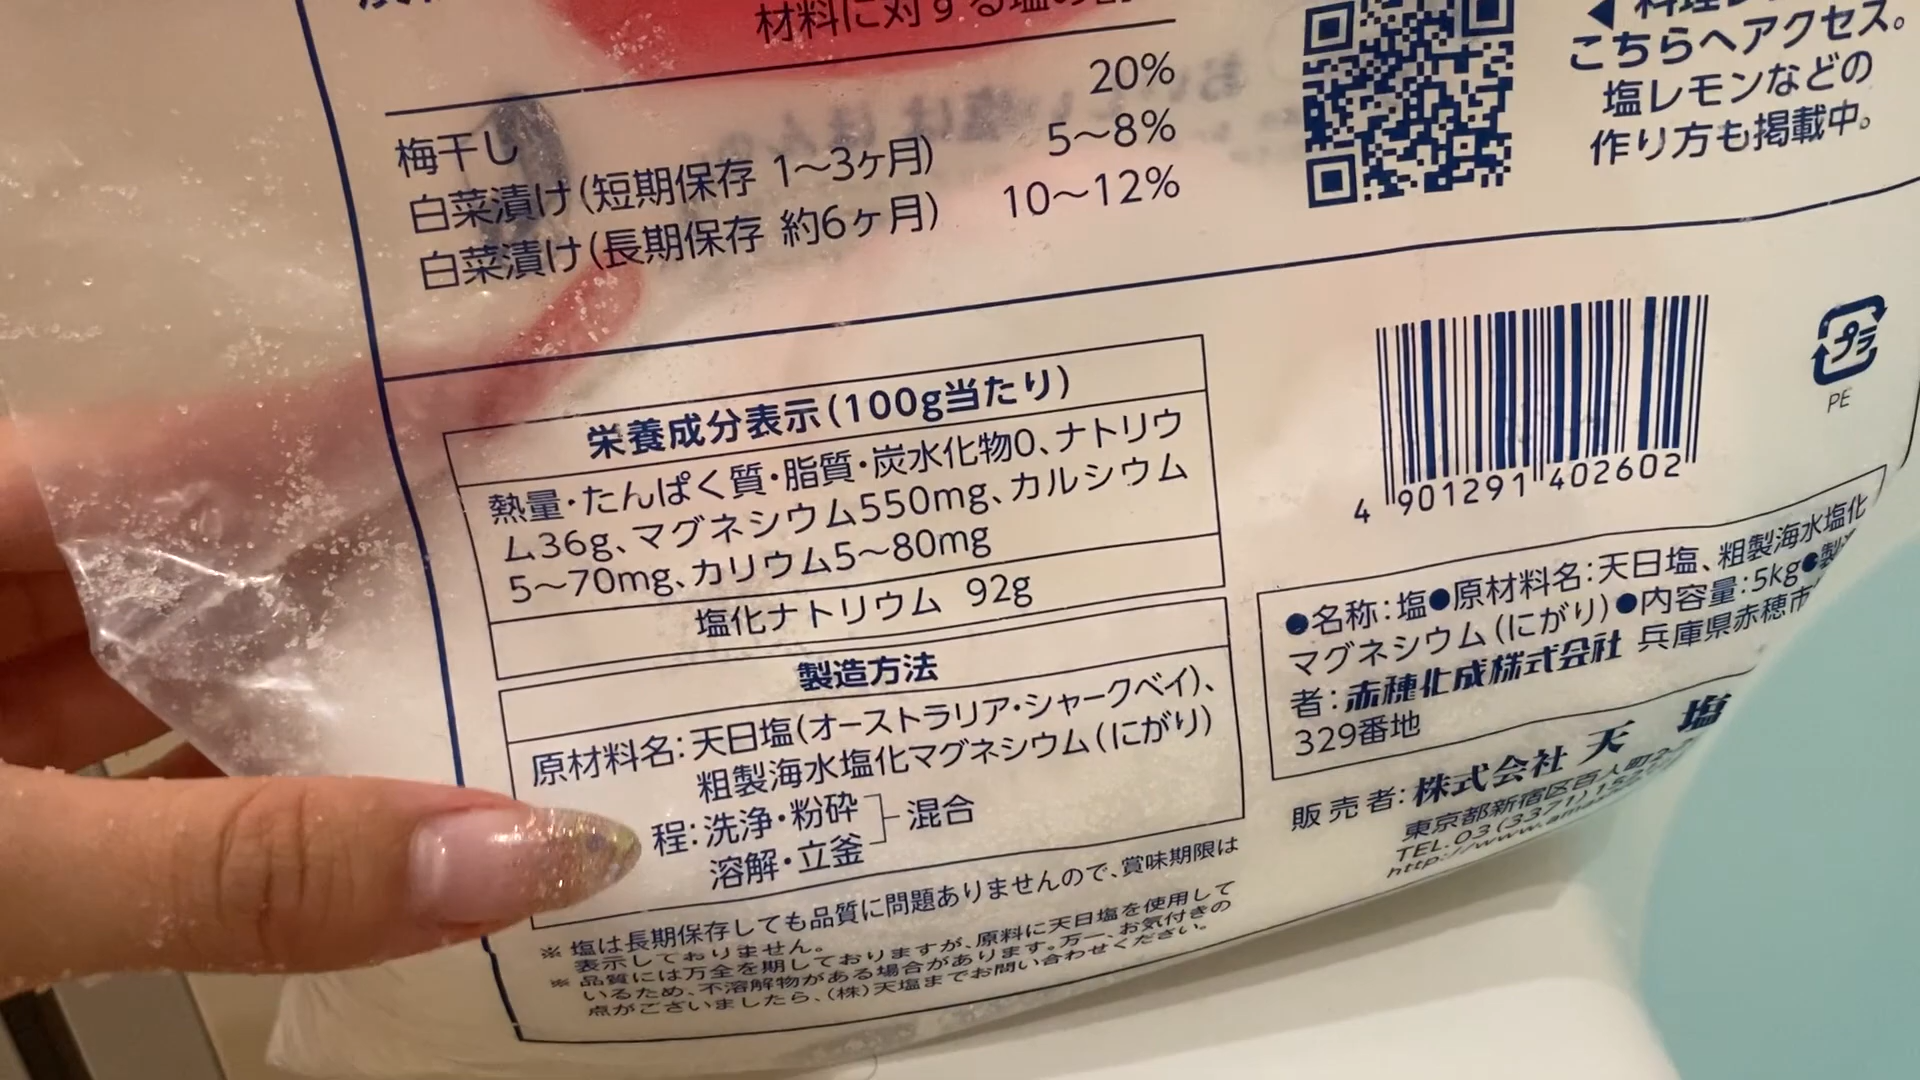 材料に対する塩の
20%
梅干し
5〜8%
白菜漬け(短期保存 1〜3ヶ月)
10〜12%
白菜漬け(長期保存 約6ヶ月)
こちらへアクセス。
塩レモンなどの
作り方も掲載中。
栄養成分表示(100g当たり)
熱量・たんぱく質・脂質・炭水化物0、ナトリウ
ム36g、マグネシウム550mg、カルシウム
5〜70mg、カリウム5〜80mg
塩化ナトリウム 92g
製造方法
原材料名:天日塩(オーストラリア・シャークベイ)、
粗製海水塩化マグネシウム(にがり)
程:洗浄・粉砕
溶解・立釜
混合
※塩は長期保存しても品質に問題ありませんので、賞味期限は
表示しておりません。
※品質には万全を期しておりますが、原料に天日塩を使用して
いるため、不溶解物がある場合があります。万一、お気付きの
点がございましたら、(株)天塩までお問い合わせください。
プラ
PE
4 901291 402602
●名称:塩●原材料名:天日塩、粗製海水塩化
マグネシウム(にがり)●内容量:5kg●製
者:赤穂化成株式会社 兵庫県赤穂市
329番地
販売者:株式会社 天 塩
東京都新宿区百人町2-
TEL.03(3371)15
http://www.am